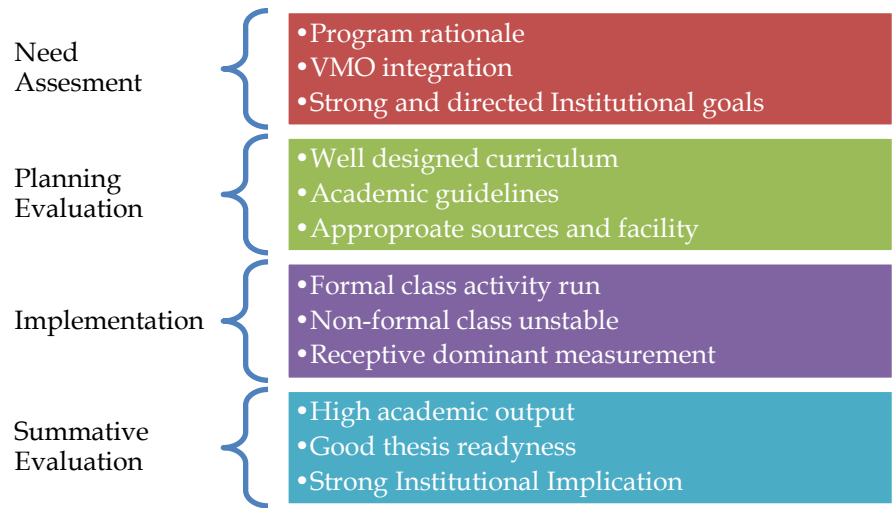 Need
Assesment
•Program rationale
•VMO integration
•Strong and directed Institutional goals
Planning
Evaluation
•Well designed curriculum
•Academic guidelines
•Approproate sources and facility
Implementation
•Formal class activity run
•Non-formal class unstable
•Receptive dominant measurement
Summative
Evaluation
•High academic output
•Good thesis readyness
•Strong Institutional Implication